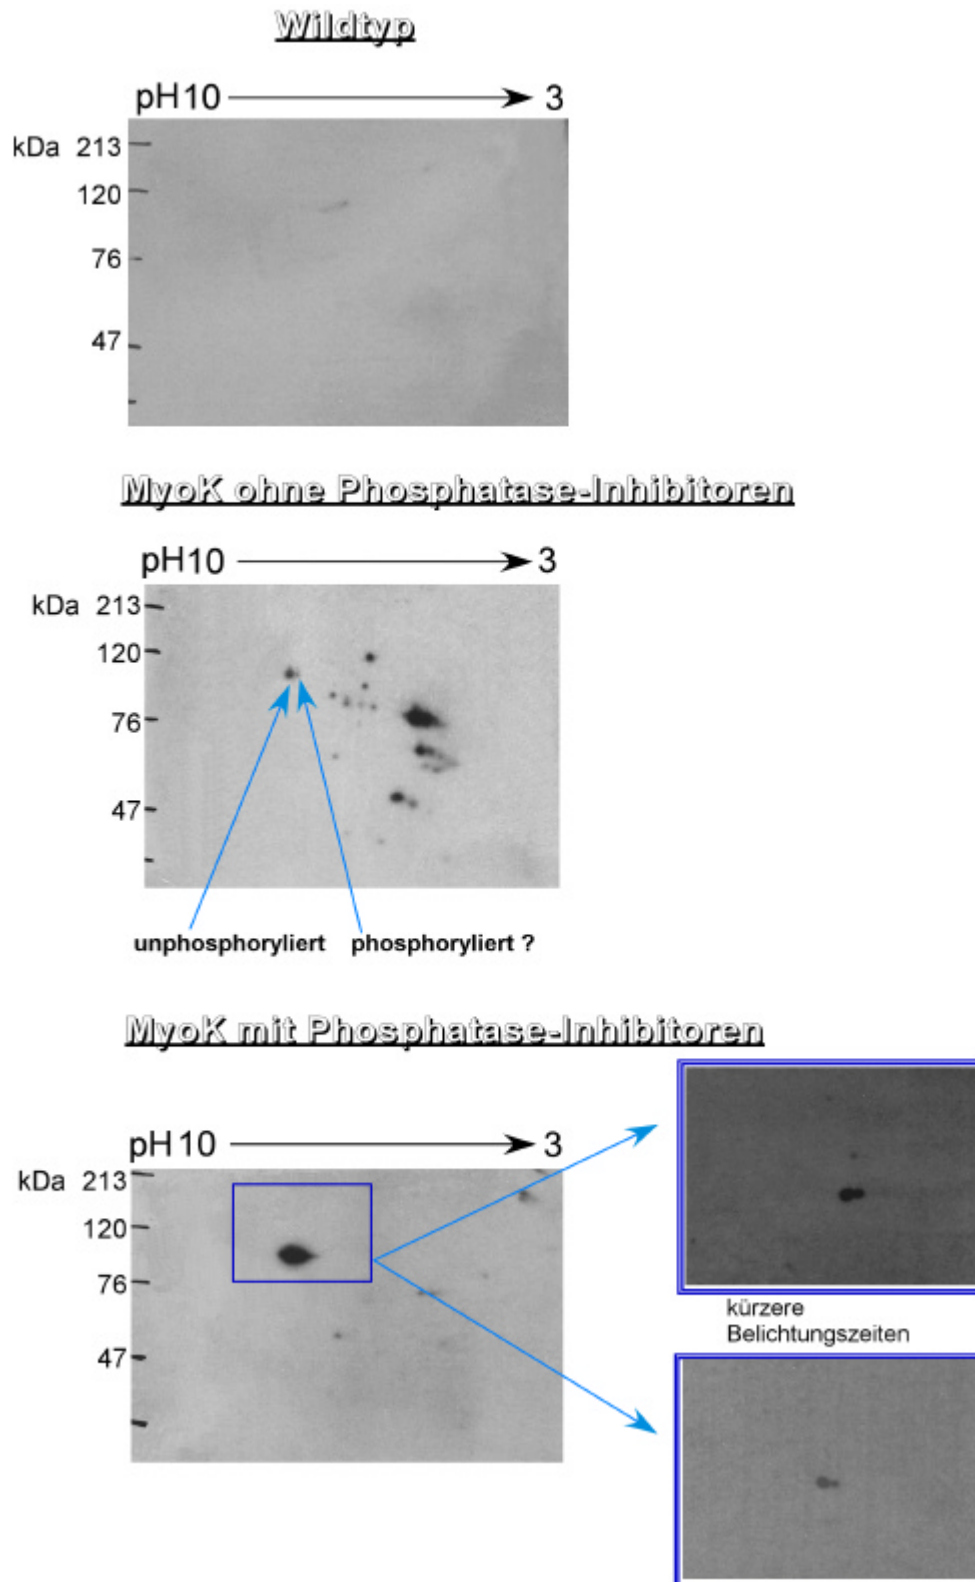 Wildtyp
pH10 3
kDa 213
120
76
47
MyoK ohne Phosphatase-Inhibitoren
pH10 3
kDa 213
120
76
47
unphosphoryliert phosphoryliert ?
MyoK mit Phosphatase-Inhibitoren
pH10 3
kDa 213
120
76
47
kürzere
Belichtungszeiten